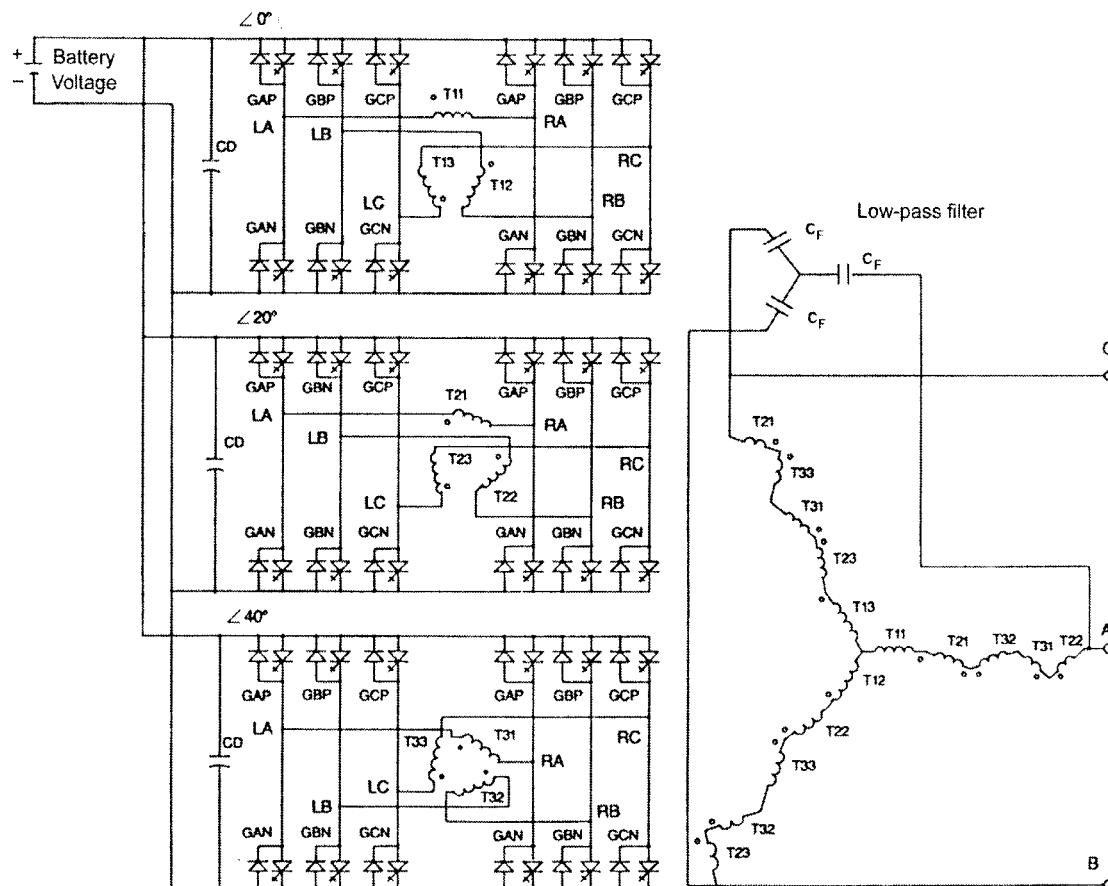 ∠0°
+ Battery
− Voltage
GAP GBP GCP GAP GBP GCP
T11
LA LB RA
CD
T13 T12
RC
LC RB
GAN GBN GCN GAN GBN GCN
∠20°
GAP GBN GCP GAP GBP GCP
T21
LA LB RA
CD
T23 T22
RC
LC RB
GAN GBN GCN GAN GBN GCN
∠40°
GAP GBP GCP GAP GBP GCP
LA
CD
T33 T31
RC
LC RA
LB T32
RB
GAN GBN GCN GAN GBN GCN
Low-pass filter
CF
CF
CF
C
T21
T33
T31
T23
T13
T11 T21 T32 T31 T22 A
T12
T22
T33
T32
T23
B